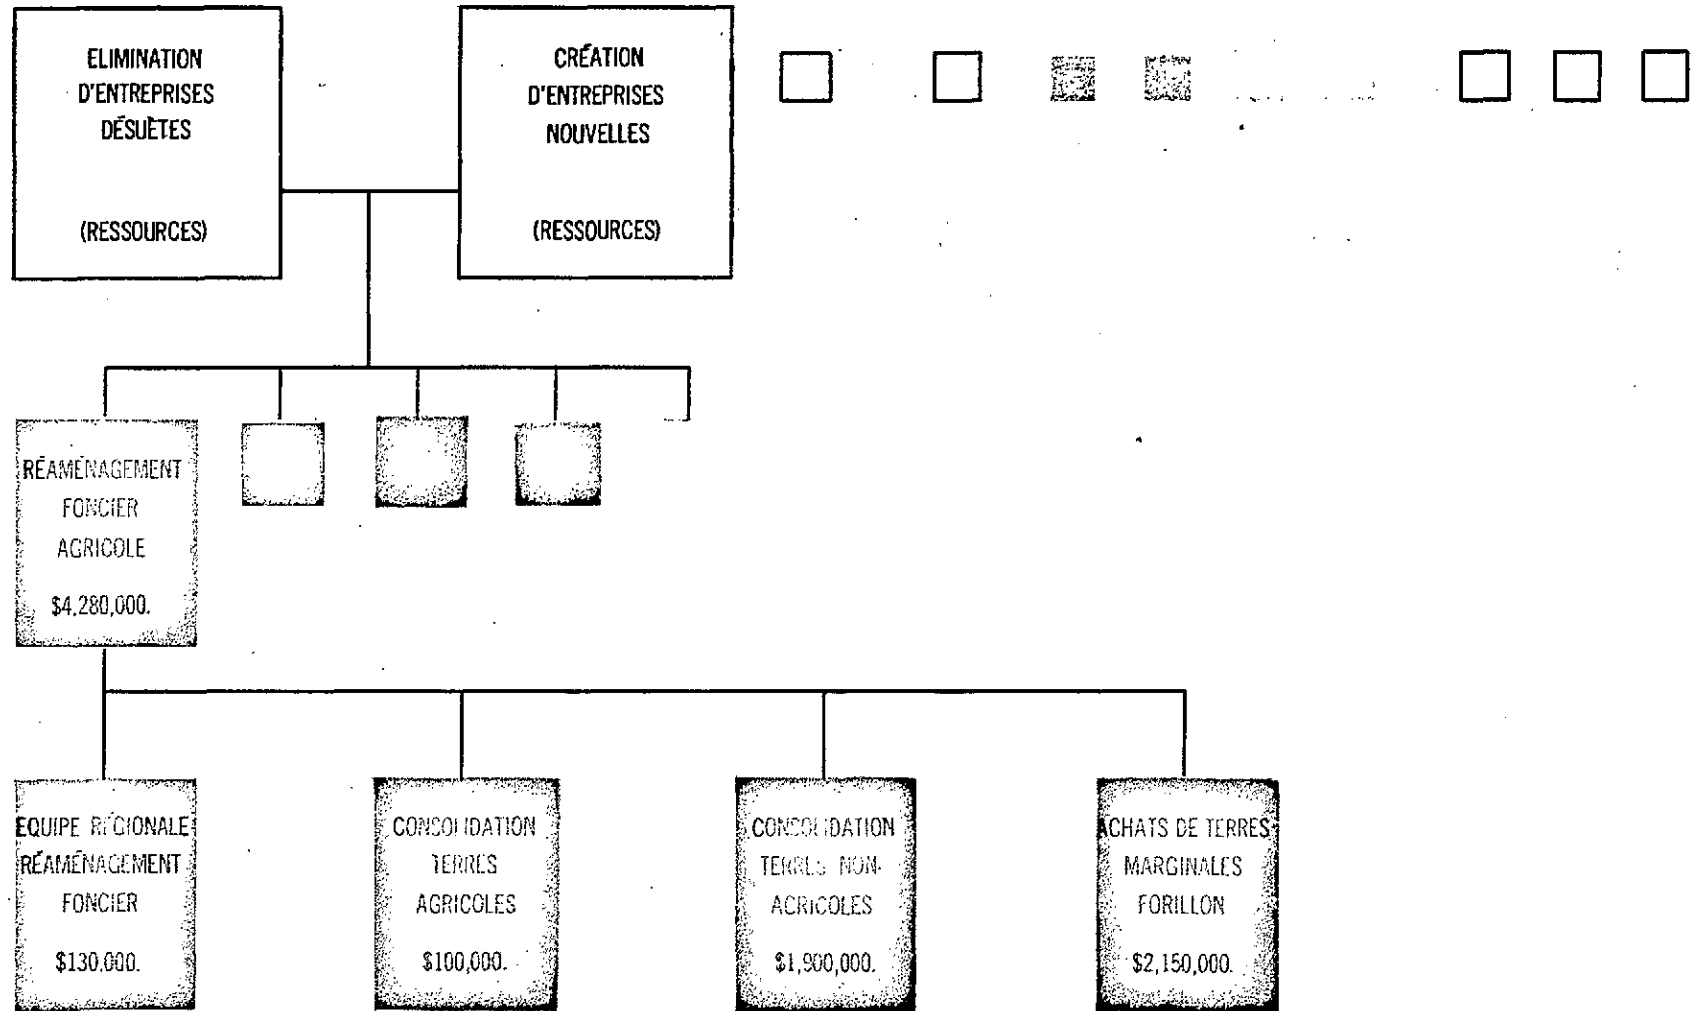 ELIMINATION
D'ENTREPRISES
DÉSUÈTES
(RESSOURCES)
CRÉATION
D'ENTREPRISES
NOUVELLES
(RESSOURCES)
RÉAMÉNAGEMENT
FONCIER
AGRICOLE
$4,280,000.
EQUIPE RÉGIONALE
RÉAMÉNAGEMENT
FONCIER
$130.000.
CONSOLIDATION
TERRES
AGRICOLES
$100,000.
CONSOLIDATION
TERRES NON-
AGRICOLES
$1,900,000.
ACHATS DE TERRES
MARGINALES
FORILLON
$2,150,000.